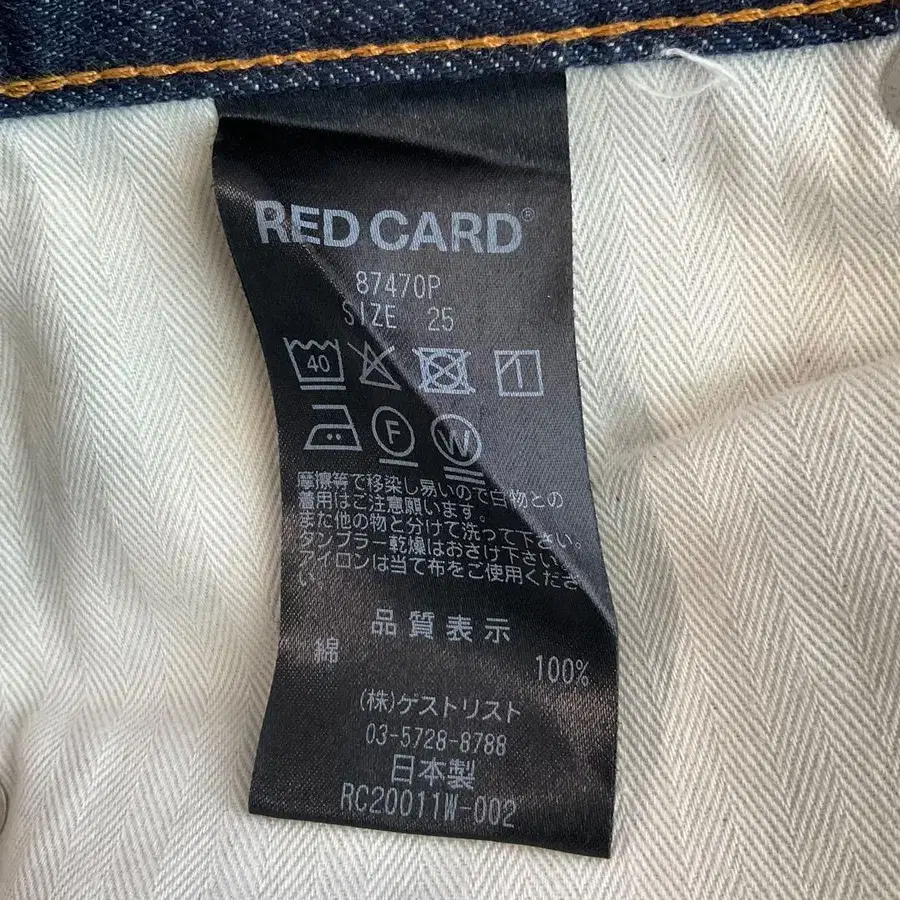 RED CARD®
87470P
SIZE 25
40
F W
摩擦等で移染し易いので白物との
着用はご注意願います。
また他の物と分けて洗って下さい。
タンブラー乾燥はおさけ下さい。
アイロンは当て布をご使用くださ
い
品質表示
綿 100%
(株)ゲストリスト
03-5728-8788
日本製
RC20011W-002